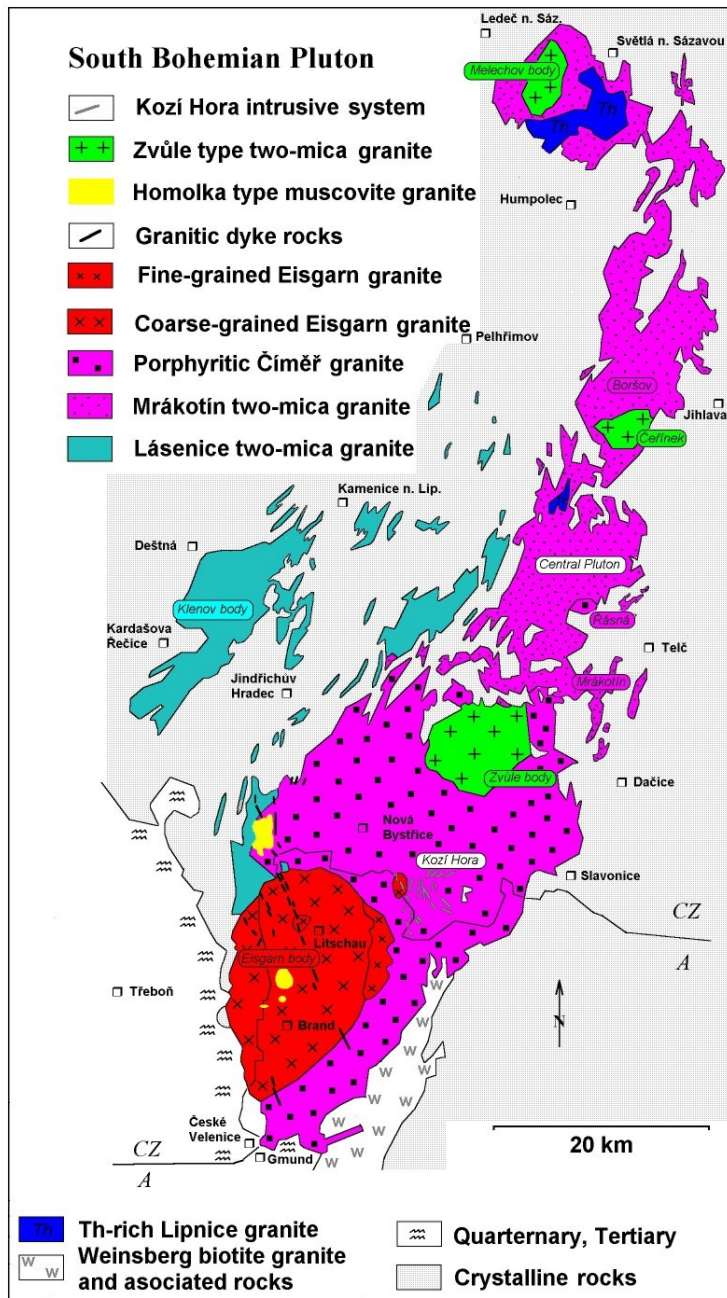 South Bohemian Pluton
Kozí Hora intrusive system
Zvůle type two-mica granite
Homolka type muscovite granite
Granitic dyke rocks
Fine-grained Eisgarn granite
Coarse-grained Eisgarn granite
Porphyritic Číměř granite
Mrákotín two-mica granite
Lásenice two-mica granite
Ledeč n. Sáz.
Světlá n. Sázavou
Melechov body
Th
Th
Humpolec
Pelhřimov
Boršov
Jihlava
Čeřínek
Kamenice n. Lip.
Deštná
Central Pluton
Klenov body
Rásná
Kardašova
Řečice
Telč
Jindřichův
Hradec
Mrákotín
Zvůle body
Dačice
Nová
Bystřice
Kozí Hora
Slavonice
CZ
A
Litschau
Eisgarn body
Třeboň
Brand
N
České
Velenice
CZ
A
Gmund
20 km
Th
Th-rich Lipnice granite
W
W
Weinsberg biotite granite
and asociated rocks
Quarternary, Tertiary
Crystalline rocks